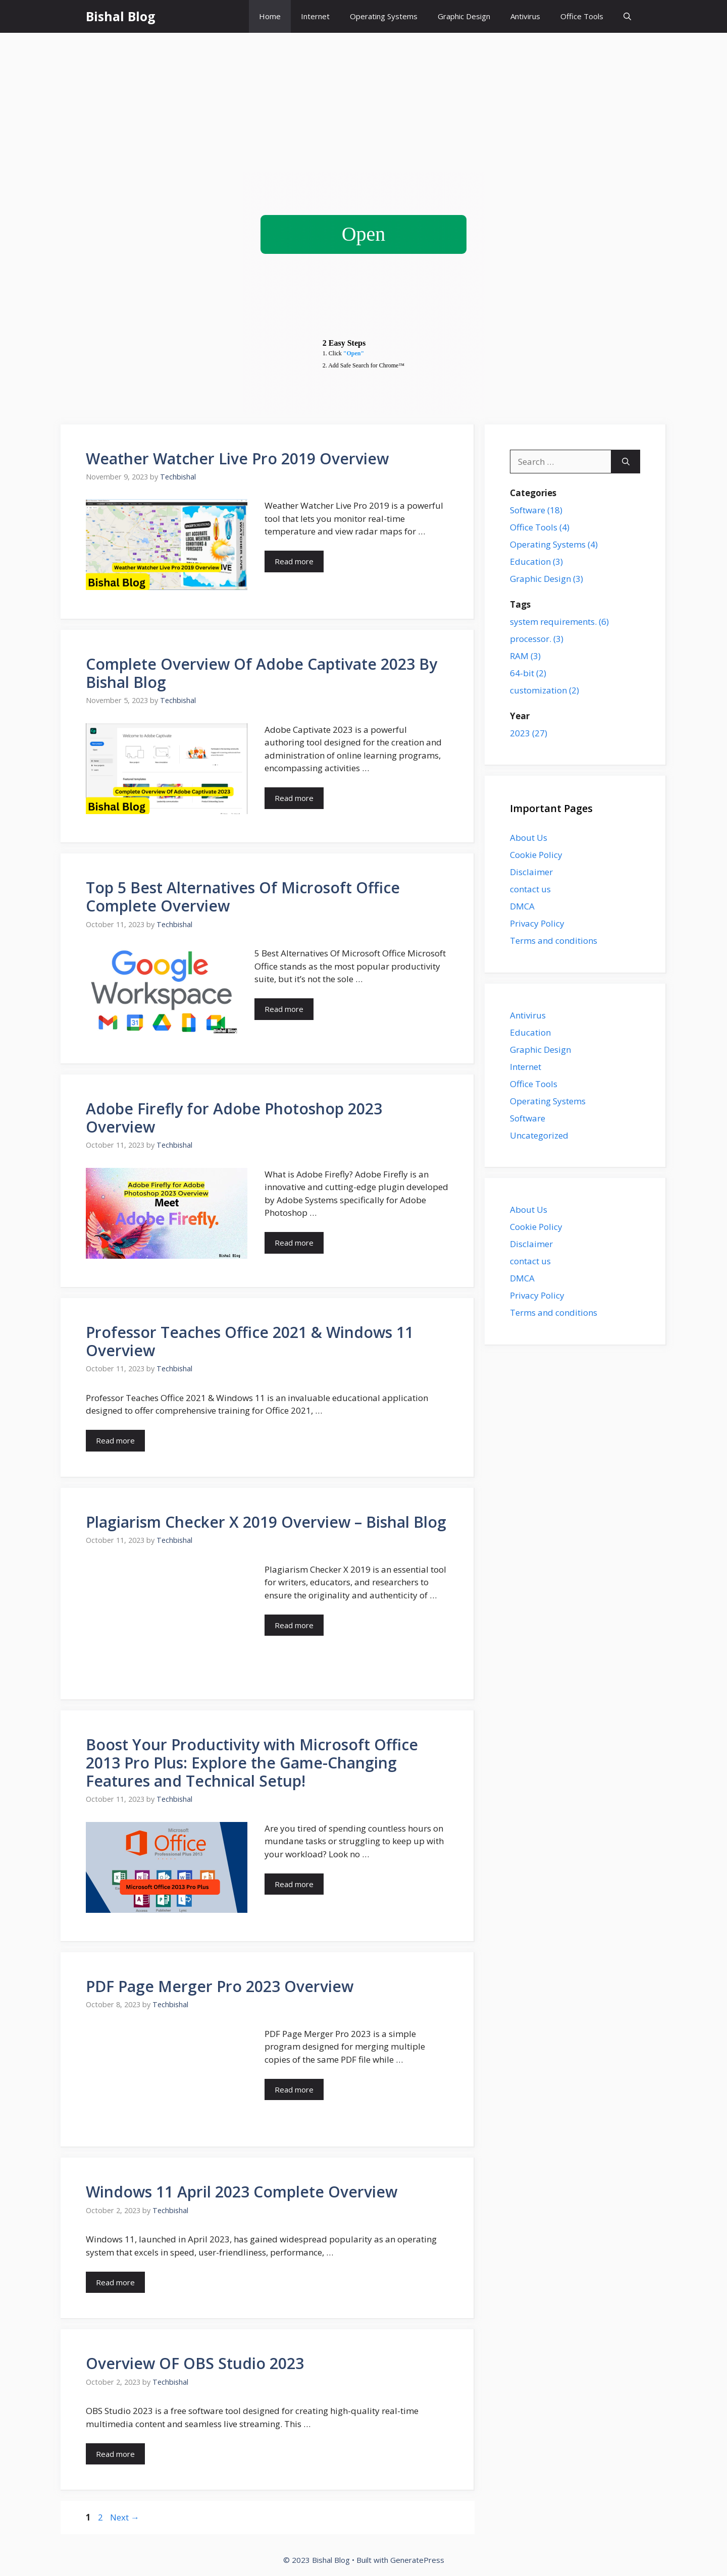 Bishal Blog
Home Internet Operating Systems Graphic Design Antivirus Office Tools
Open
2 Easy Steps
1. Click "Open"
2. Add Safe Search for Chrome™
Weather Watcher Live Pro 2019 Overview
November 9, 2023 by Techbishal
Weather Watcher Live Pro 2019 Overview
Bishal Blog
Weather Watcher Live Pro 2019 is a powerful
tool that lets you monitor real-time
temperature and view radar maps for …
Read more
Complete Overview Of Adobe Captivate 2023 By
Bishal Blog
November 5, 2023 by Techbishal
Welcome to Adobe Captivate
Complete Overview Of Adobe Captivate 2023
Bishal Blog
Adobe Captivate 2023 is a powerful
authoring tool designed for the creation and
administration of online learning programs,
encompassing activities …
Read more
Top 5 Best Alternatives Of Microsoft Office
Complete Overview
October 11, 2023 by Techbishal
Google
Workspace
5 Best Alternatives Of Microsoft Office Microsoft
Office stands as the most popular productivity
suite, but it's not the sole …
Read more
Adobe Firefly for Adobe Photoshop 2023
Overview
October 11, 2023 by Techbishal
Adobe Firefly for Adobe
Photoshop 2023 Overview
Meet
Adobe Firefly.
Bishal Blog
What is Adobe Firefly? Adobe Firefly is an
innovative and cutting-edge plugin developed
by Adobe Systems specifically for Adobe
Photoshop …
Read more
Professor Teaches Office 2021 & Windows 11
Overview
October 11, 2023 by Techbishal
Professor Teaches Office 2021 & Windows 11 is an invaluable educational application
designed to offer comprehensive training for Office 2021, …
Read more
Plagiarism Checker X 2019 Overview – Bishal Blog
October 11, 2023 by Techbishal
Plagiarism Checker X 2019 is an essential tool
for writers, educators, and researchers to
ensure the originality and authenticity of …
Read more
Boost Your Productivity with Microsoft Office
2013 Pro Plus: Explore the Game-Changing
Features and Technical Setup!
October 11, 2023 by Techbishal
Microsoft
Office
Professional Plus 2013
Microsoft Office 2013 Pro Plus
Are you tired of spending countless hours on
mundane tasks or struggling to keep up with
your workload? Look no …
Read more
PDF Page Merger Pro 2023 Overview
October 8, 2023 by Techbishal
PDF Page Merger Pro 2023 is a simple
program designed for merging multiple
copies of the same PDF file while …
Read more
Windows 11 April 2023 Complete Overview
October 2, 2023 by Techbishal
Windows 11, launched in April 2023, has gained widespread popularity as an operating
system that excels in speed, user-friendliness, performance, …
Read more
Overview OF OBS Studio 2023
October 2, 2023 by Techbishal
OBS Studio 2023 is a free software tool designed for creating high-quality real-time
multimedia content and seamless live streaming. This …
Read more
1 2 Next →
Search …
Categories
Software (18)
Office Tools (4)
Operating Systems (4)
Education (3)
Graphic Design (3)
Tags
system requirements. (6)
processor. (3)
RAM (3)
64-bit (2)
customization (2)
Year
2023 (27)
Important Pages
About Us
Cookie Policy
Disclaimer
contact us
DMCA
Privacy Policy
Terms and conditions
Antivirus
Education
Graphic Design
Internet
Office Tools
Operating Systems
Software
Uncategorized
About Us
Cookie Policy
Disclaimer
contact us
DMCA
Privacy Policy
Terms and conditions
© 2023 Bishal Blog • Built with GeneratePress